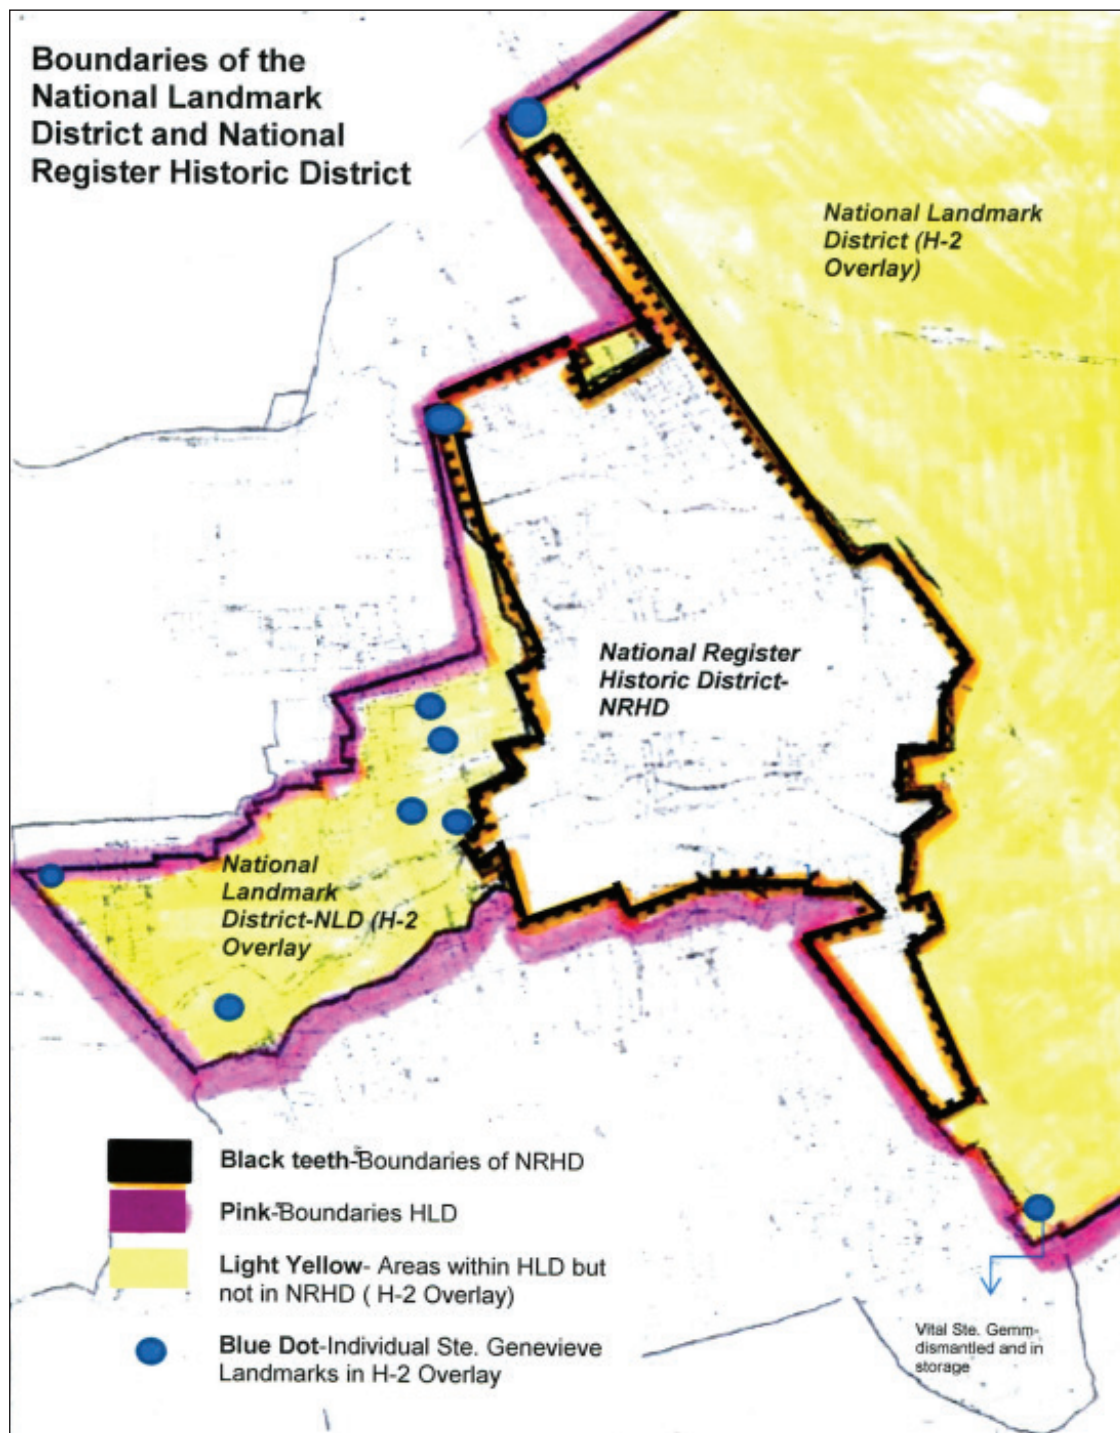 Boundaries of the
National Landmark
District and National
Register Historic District
National Landmark
District (H-2
Overlay)
National Register
Historic District-
NRHD
National
Landmark
District-NLD (H-2
Overlay
Black teeth-Boundaries of NRHD
Pink-Boundaries HLD
Light Yellow- Areas within HLD but
not in NRHD ( H-2 Overlay)
Blue Dot-Individual Ste. Genevieve
Landmarks in H-2 Overlay
Vital Ste. Gemm-
dismantled and in
storage